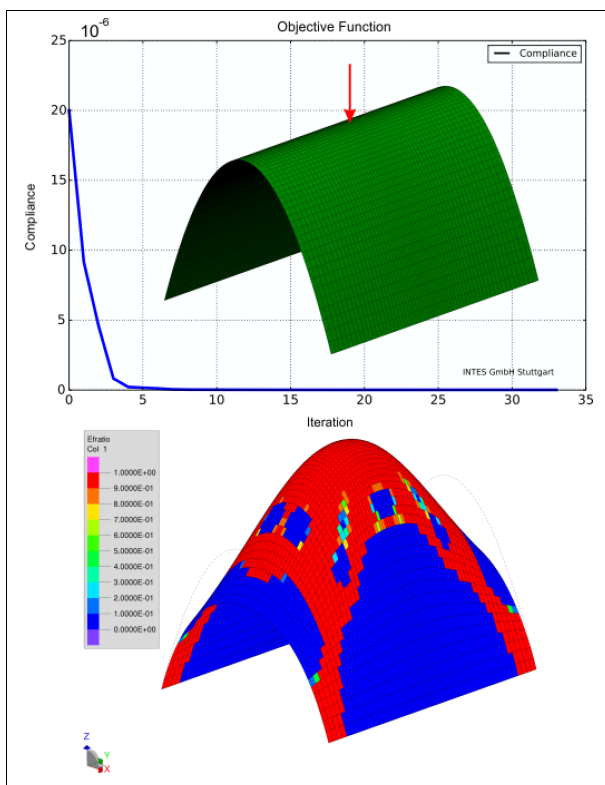 10^-6
Objective Function
25
20
15
10
5
0
Compliance
Compliance
INTES GmbH Stuttgart
0 5 10 15 20 25 30 35
Iteration
Efratio
Col 1
1.0000E+00
9.0000E-01
8.0000E-01
7.0000E-01
6.0000E-01
5.0000E-01
4.0000E-01
3.0000E-01
2.0000E-01
1.0000E-01
0.0000E+00
Z
Y
X